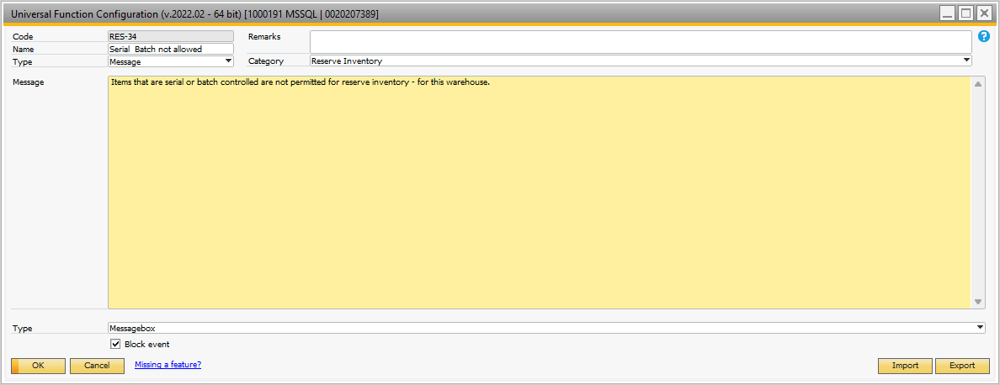 Universal Function Configuration (v.2022.02 - 64 bit) [1000191 MSSQL | 0020207389]
Code RES-34 Remarks
Name Serial  Batch not allowed
Type Message Category Reserve Inventory
Message Items that are serial or batch controlled are not permitted for reserve inventory - for this warehouse.
Type Messagebox
Block event
OK Cancel Missing a feature? Import Export